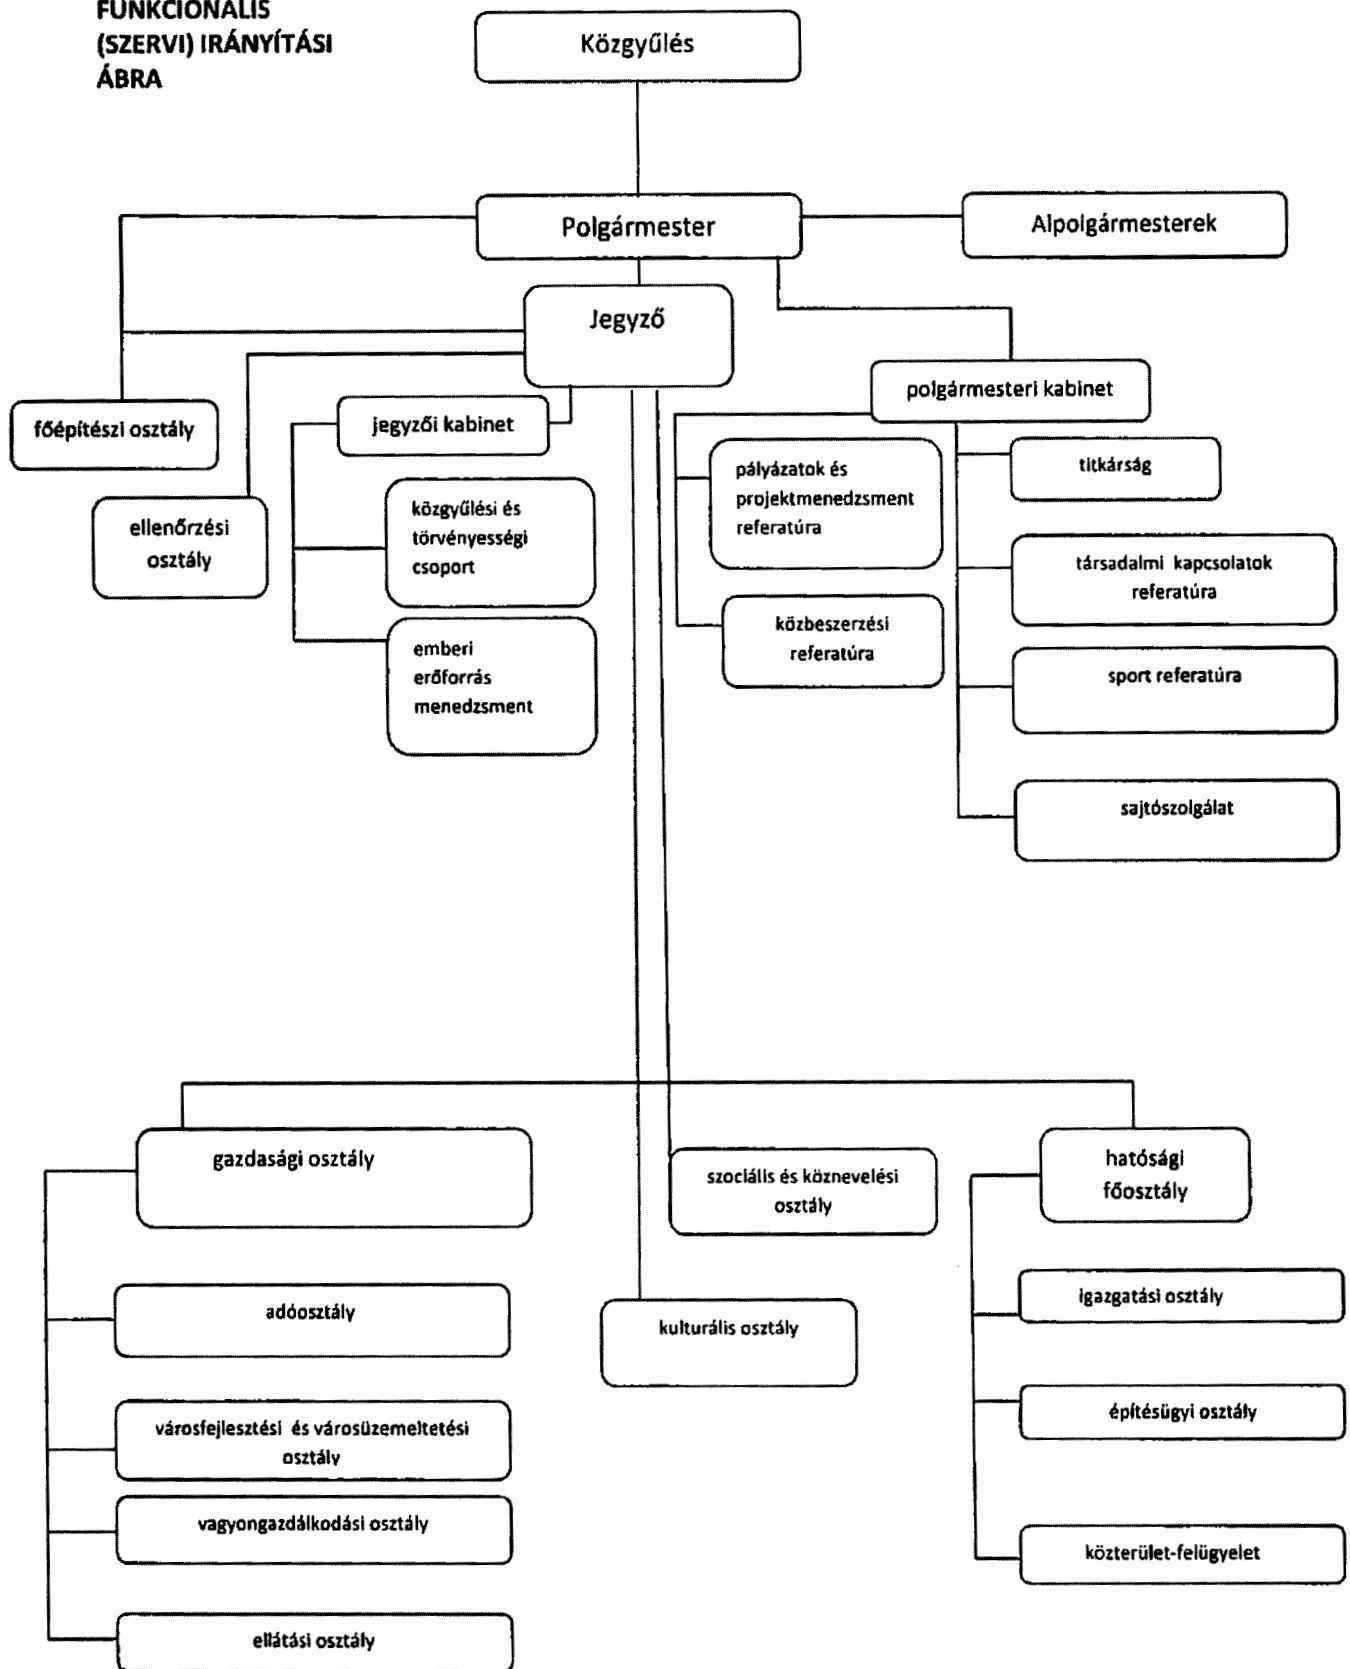 FUNKCIONÁLIS
(SZERVI) IRÁNYÍTÁSI
ÁBRA
Közgyűlés
Polgármester
Alpolgármesterek
Jegyző
polgármesteri kabinet
főépítészi osztály
jegyzői kabinet
titkárság
pályázatok és
projektmenedzsment
referatúra
ellenőrzési
osztály
közgyűlési és
törvényességi
csoport
társadalmi kapcsolatok
referatúra
közbeszerzési
referatúra
emberi
erőforrás
menedzsment
sport referatúra
sajtószolgálat
gazdasági osztály
szociális és köznevelési
osztály
hatósági
főosztály
adóosztály
kulturális osztály
igazgatási osztály
városfejlesztési és városüzemeltetési
osztály
építésügyi osztály
vagyongazdálkodási osztály
közterület-felügyelet
ellátási osztály